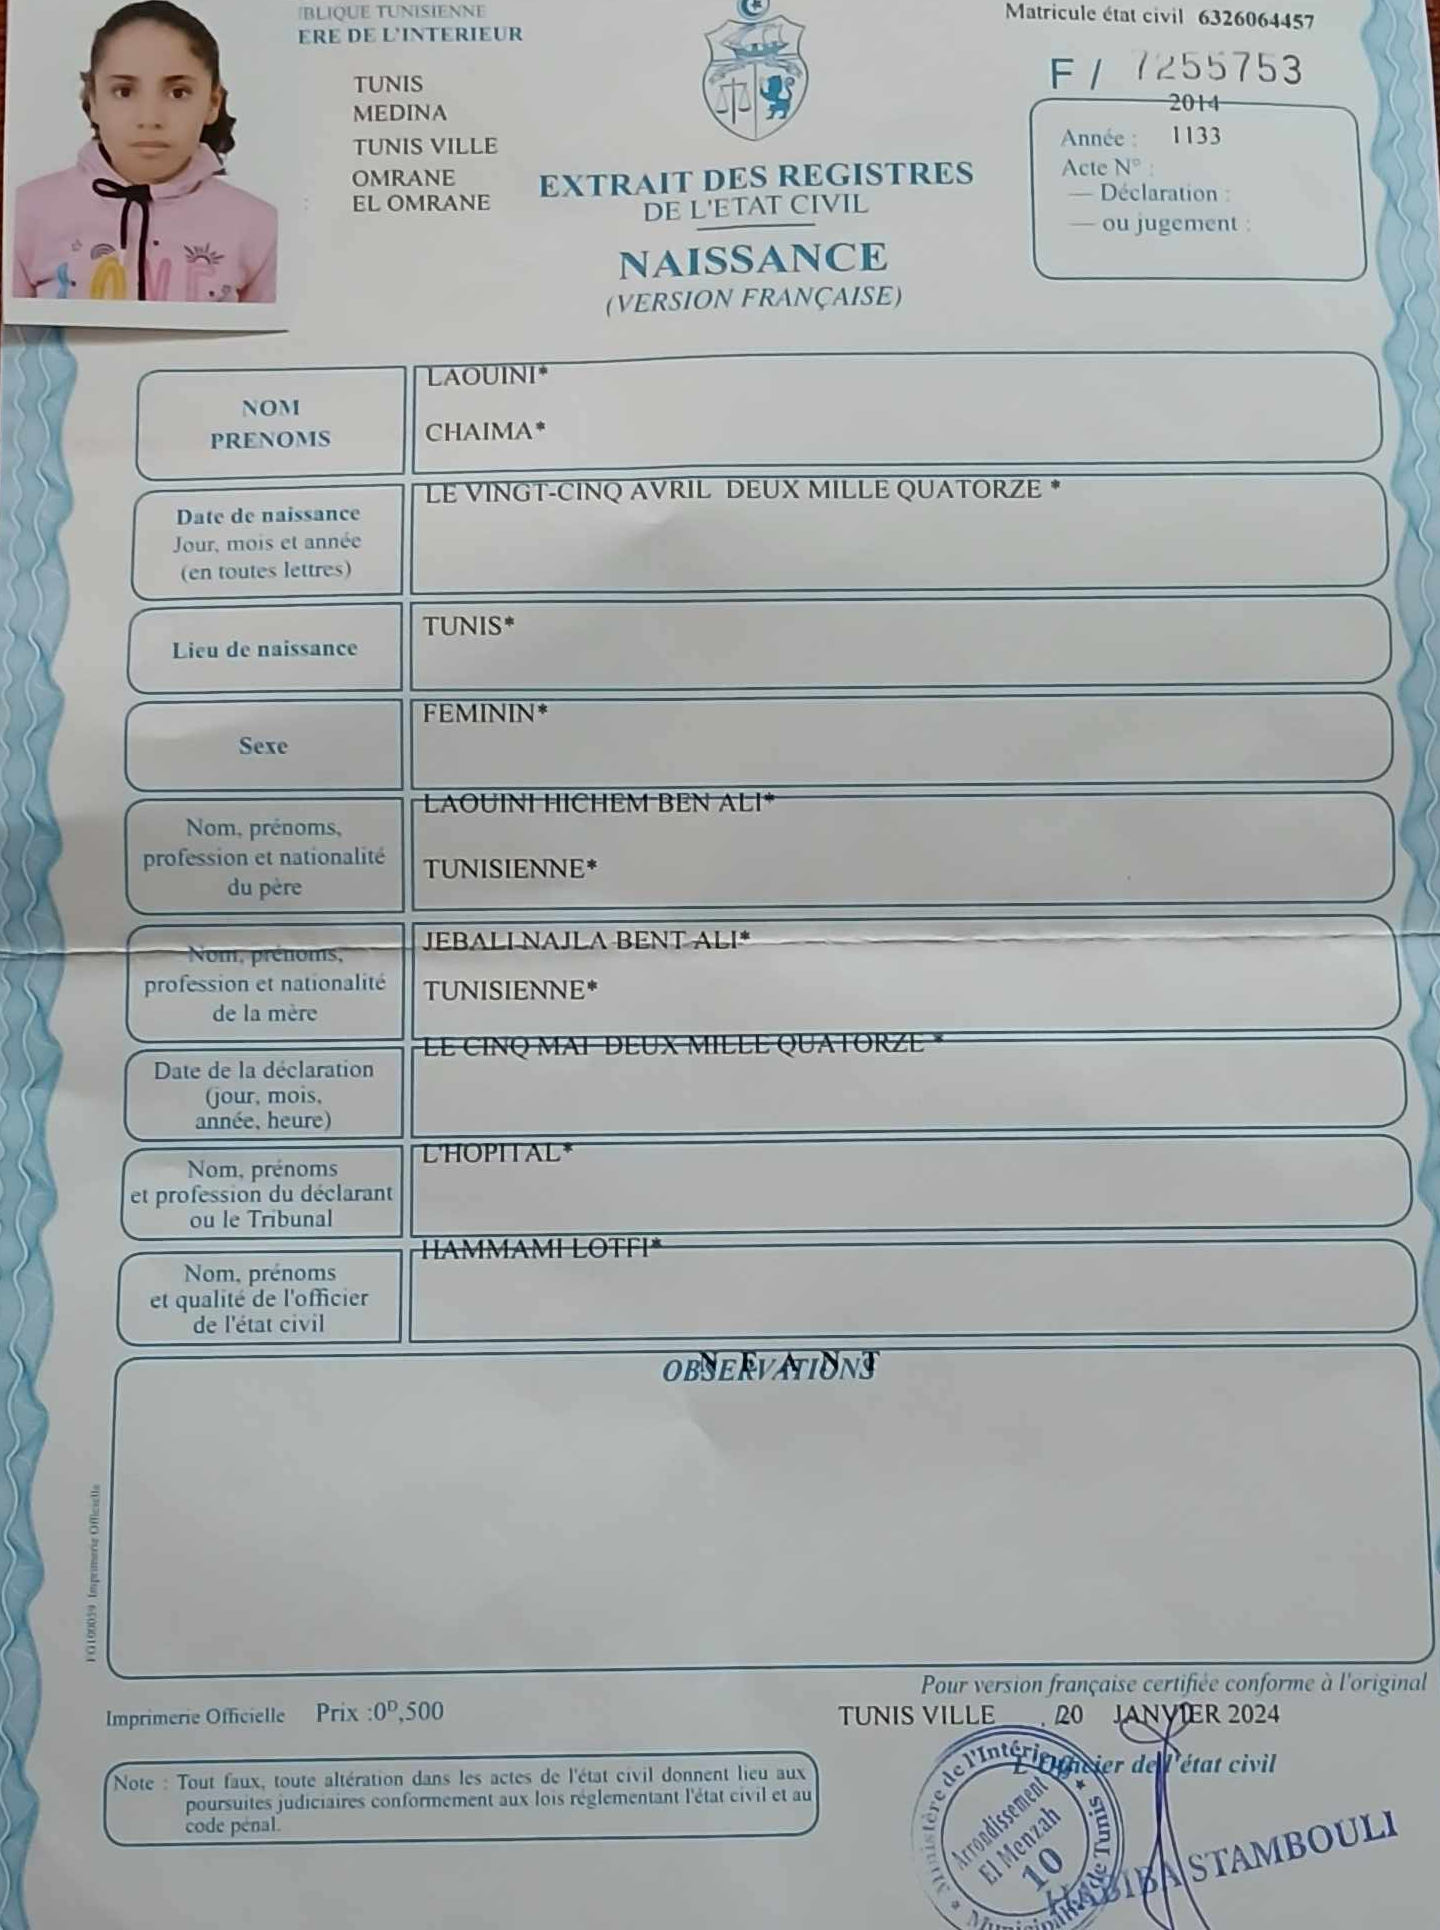 BLIQUE TUNISIENNE
ERE DE L'INTERIEUR
TUNIS
MEDINA
TUNIS VILLE
OMRANE
: EL OMRANE
EXTRAIT DES REGISTRES
DE L'ETAT CIVIL
NAISSANCE
(VERSION FRANÇAISE)
Matricule état civil 6326064457
F / 7255753
2014
Année : 1133
Acte N° :
— Déclaration :
— ou jugement :
NOM
PRENOMS
LAOUINI*
CHAIMA*
Date de naissance
Jour, mois et année
(en toutes lettres)
LE VINGT-CINQ AVRIL DEUX MILLE QUATORZE *
Lieu de naissance
TUNIS*
Sexe
FEMININ*
Nom, prénoms,
profession et nationalité
du père
LAOUINI HICHEM BEN ALI*
TUNISIENNE*
Nom, prénoms,
profession et nationalité
de la mère
JEBALI NAJLA BENT ALI*
TUNISIENNE*
Date de la déclaration
(jour, mois,
année, heure)
LE CINQ MAI DEUX MILLE QUATORZE *
Nom, prénoms
et profession du déclarant
ou le Tribunal
L'HOPITAL*
Nom, prénoms
et qualité de l'officier
de l'état civil
HAMMAMI LOTFI*
OBSERVATIONS
N E A N T
FG100039 Imprimerie Officielle
Pour version française certifiée conforme à l'original
Imprimerie Officielle Prix :0D,500
TUNIS VILLE , 20 JANVIER 2024
L'Officier de l'état civil
Note : Tout faux, toute altération dans les actes de l'état civil donnent lieu aux
poursuites judiciaires conformement aux lois réglementant l'état civil et au
code pénal.
Ministère de l'Intérieur * Municipalité de Tunis *
Arrondissement
El Menzah
10
HABIBA STAMBOULI
LOVE